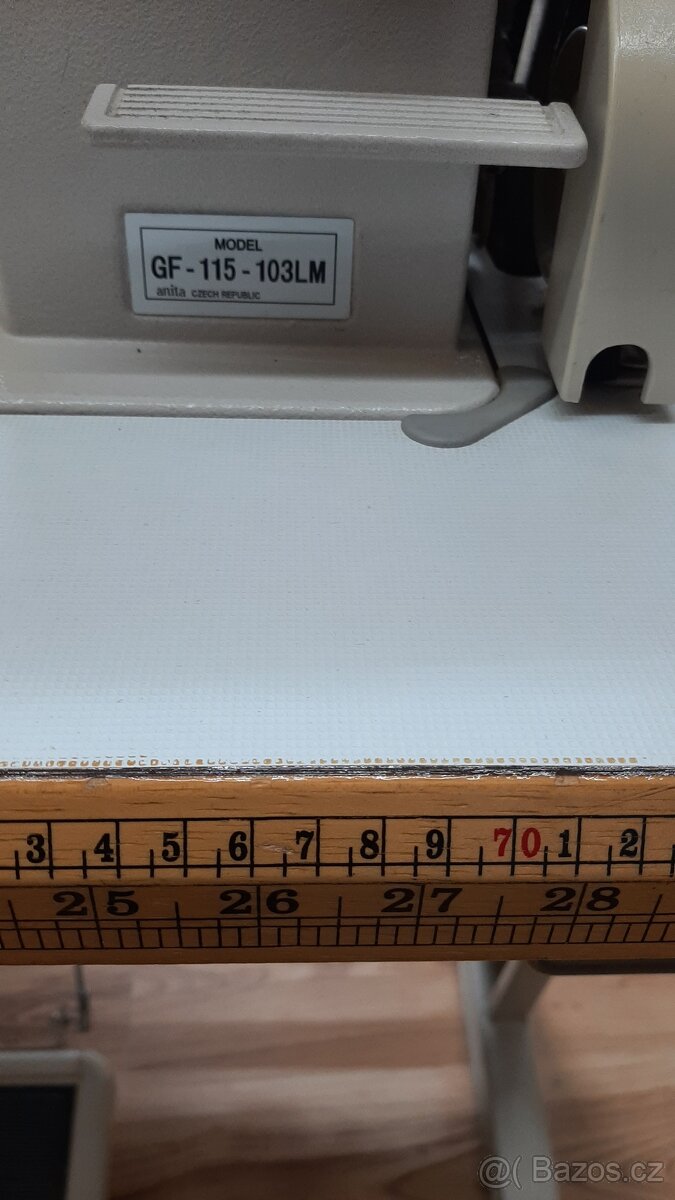 MODEL
GF - 115 - 103LM
anita CZECH REPUBLIC
3 4 5 6 7 8 9 70 1 2
25 26 27 28
@( Bazos.cz